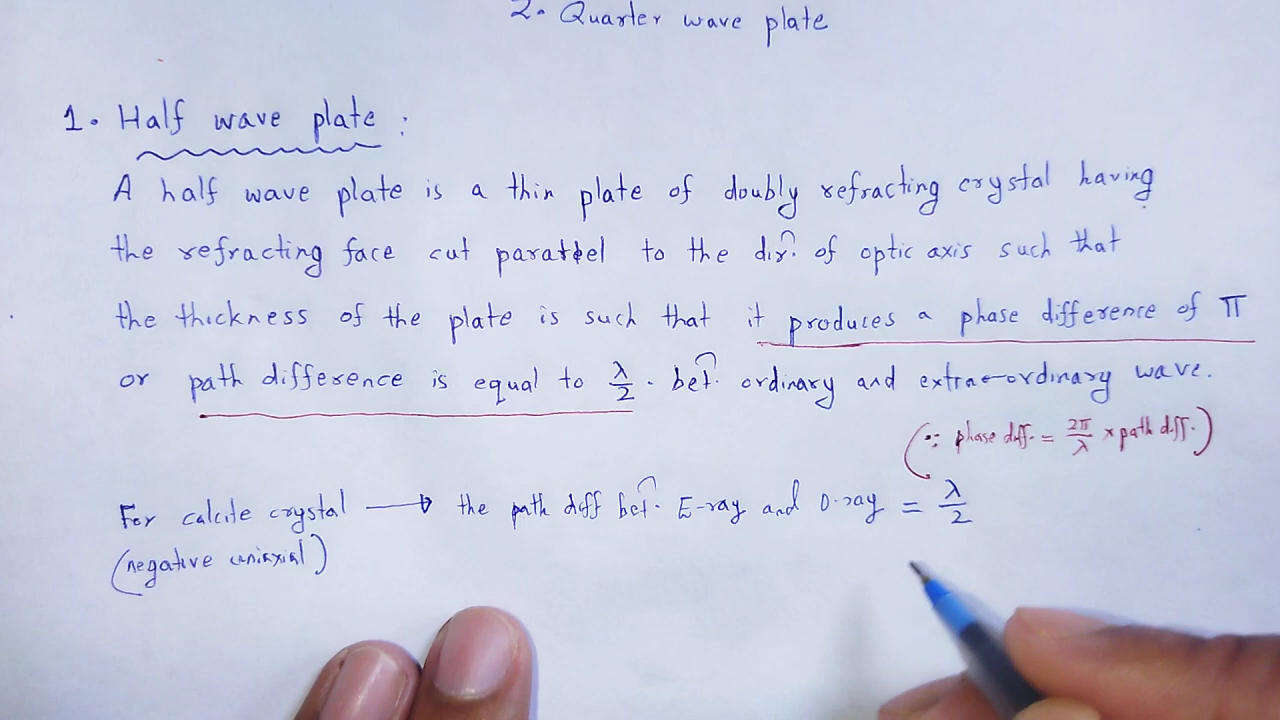 2. Quarter wave plate
1. Half wave plate :
A half wave plate is a thin plate of doubly refracting crystal having
the refracting face cut parallel to the dirⁿ. of optic axis such that
the thickness of the plate is such that it produces a phase difference of π
or path difference is equal to λ/2 . betⁿ. ordinary and extra-ordinary wave.
(∵ phase diff. = 2π/λ × path diff.)
For calcite crystal → the path diff betⁿ. E-ray and O-ray = λ/2
(negative uniaxial)